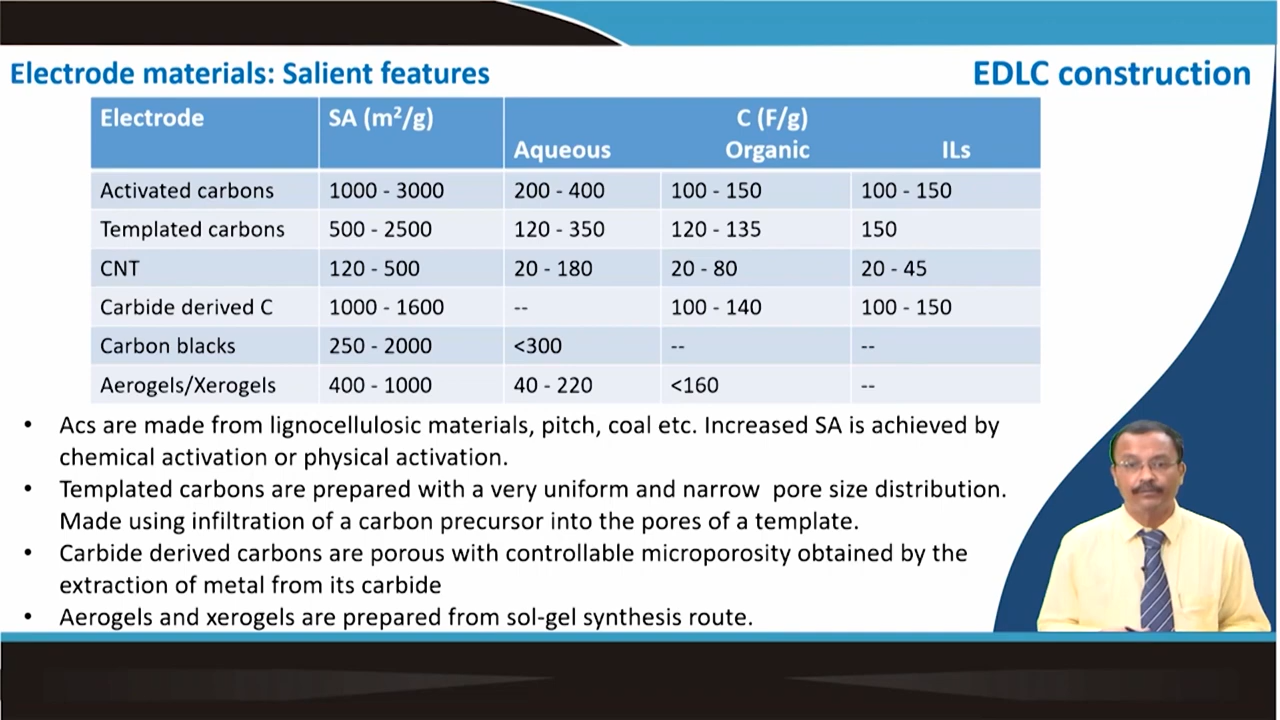 Electrode materials: Salient features
EDLC construction
Electrode SA (m²/g) C (F/g)
Aqueous Organic ILs
Activated carbons 1000 - 3000 200 - 400 100 - 150 100 - 150
Templated carbons 500 - 2500 120 - 350 120 - 135 150
CNT 120 - 500 20 - 180 20 - 80 20 - 45
Carbide derived C 1000 - 1600 -- 100 - 140 100 - 150
Carbon blacks 250 - 2000 <300 -- --
Aerogels/Xerogels 400 - 1000 40 - 220 <160 --
• Acs are made from lignocellulosic materials, pitch, coal etc. Increased SA is achieved by
chemical activation or physical activation.
• Templated carbons are prepared with a very uniform and narrow pore size distribution.
Made using infiltration of a carbon precursor into the pores of a template.
• Carbide derived carbons are porous with controllable microporosity obtained by the
extraction of metal from its carbide
• Aerogels and xerogels are prepared from sol-gel synthesis route.